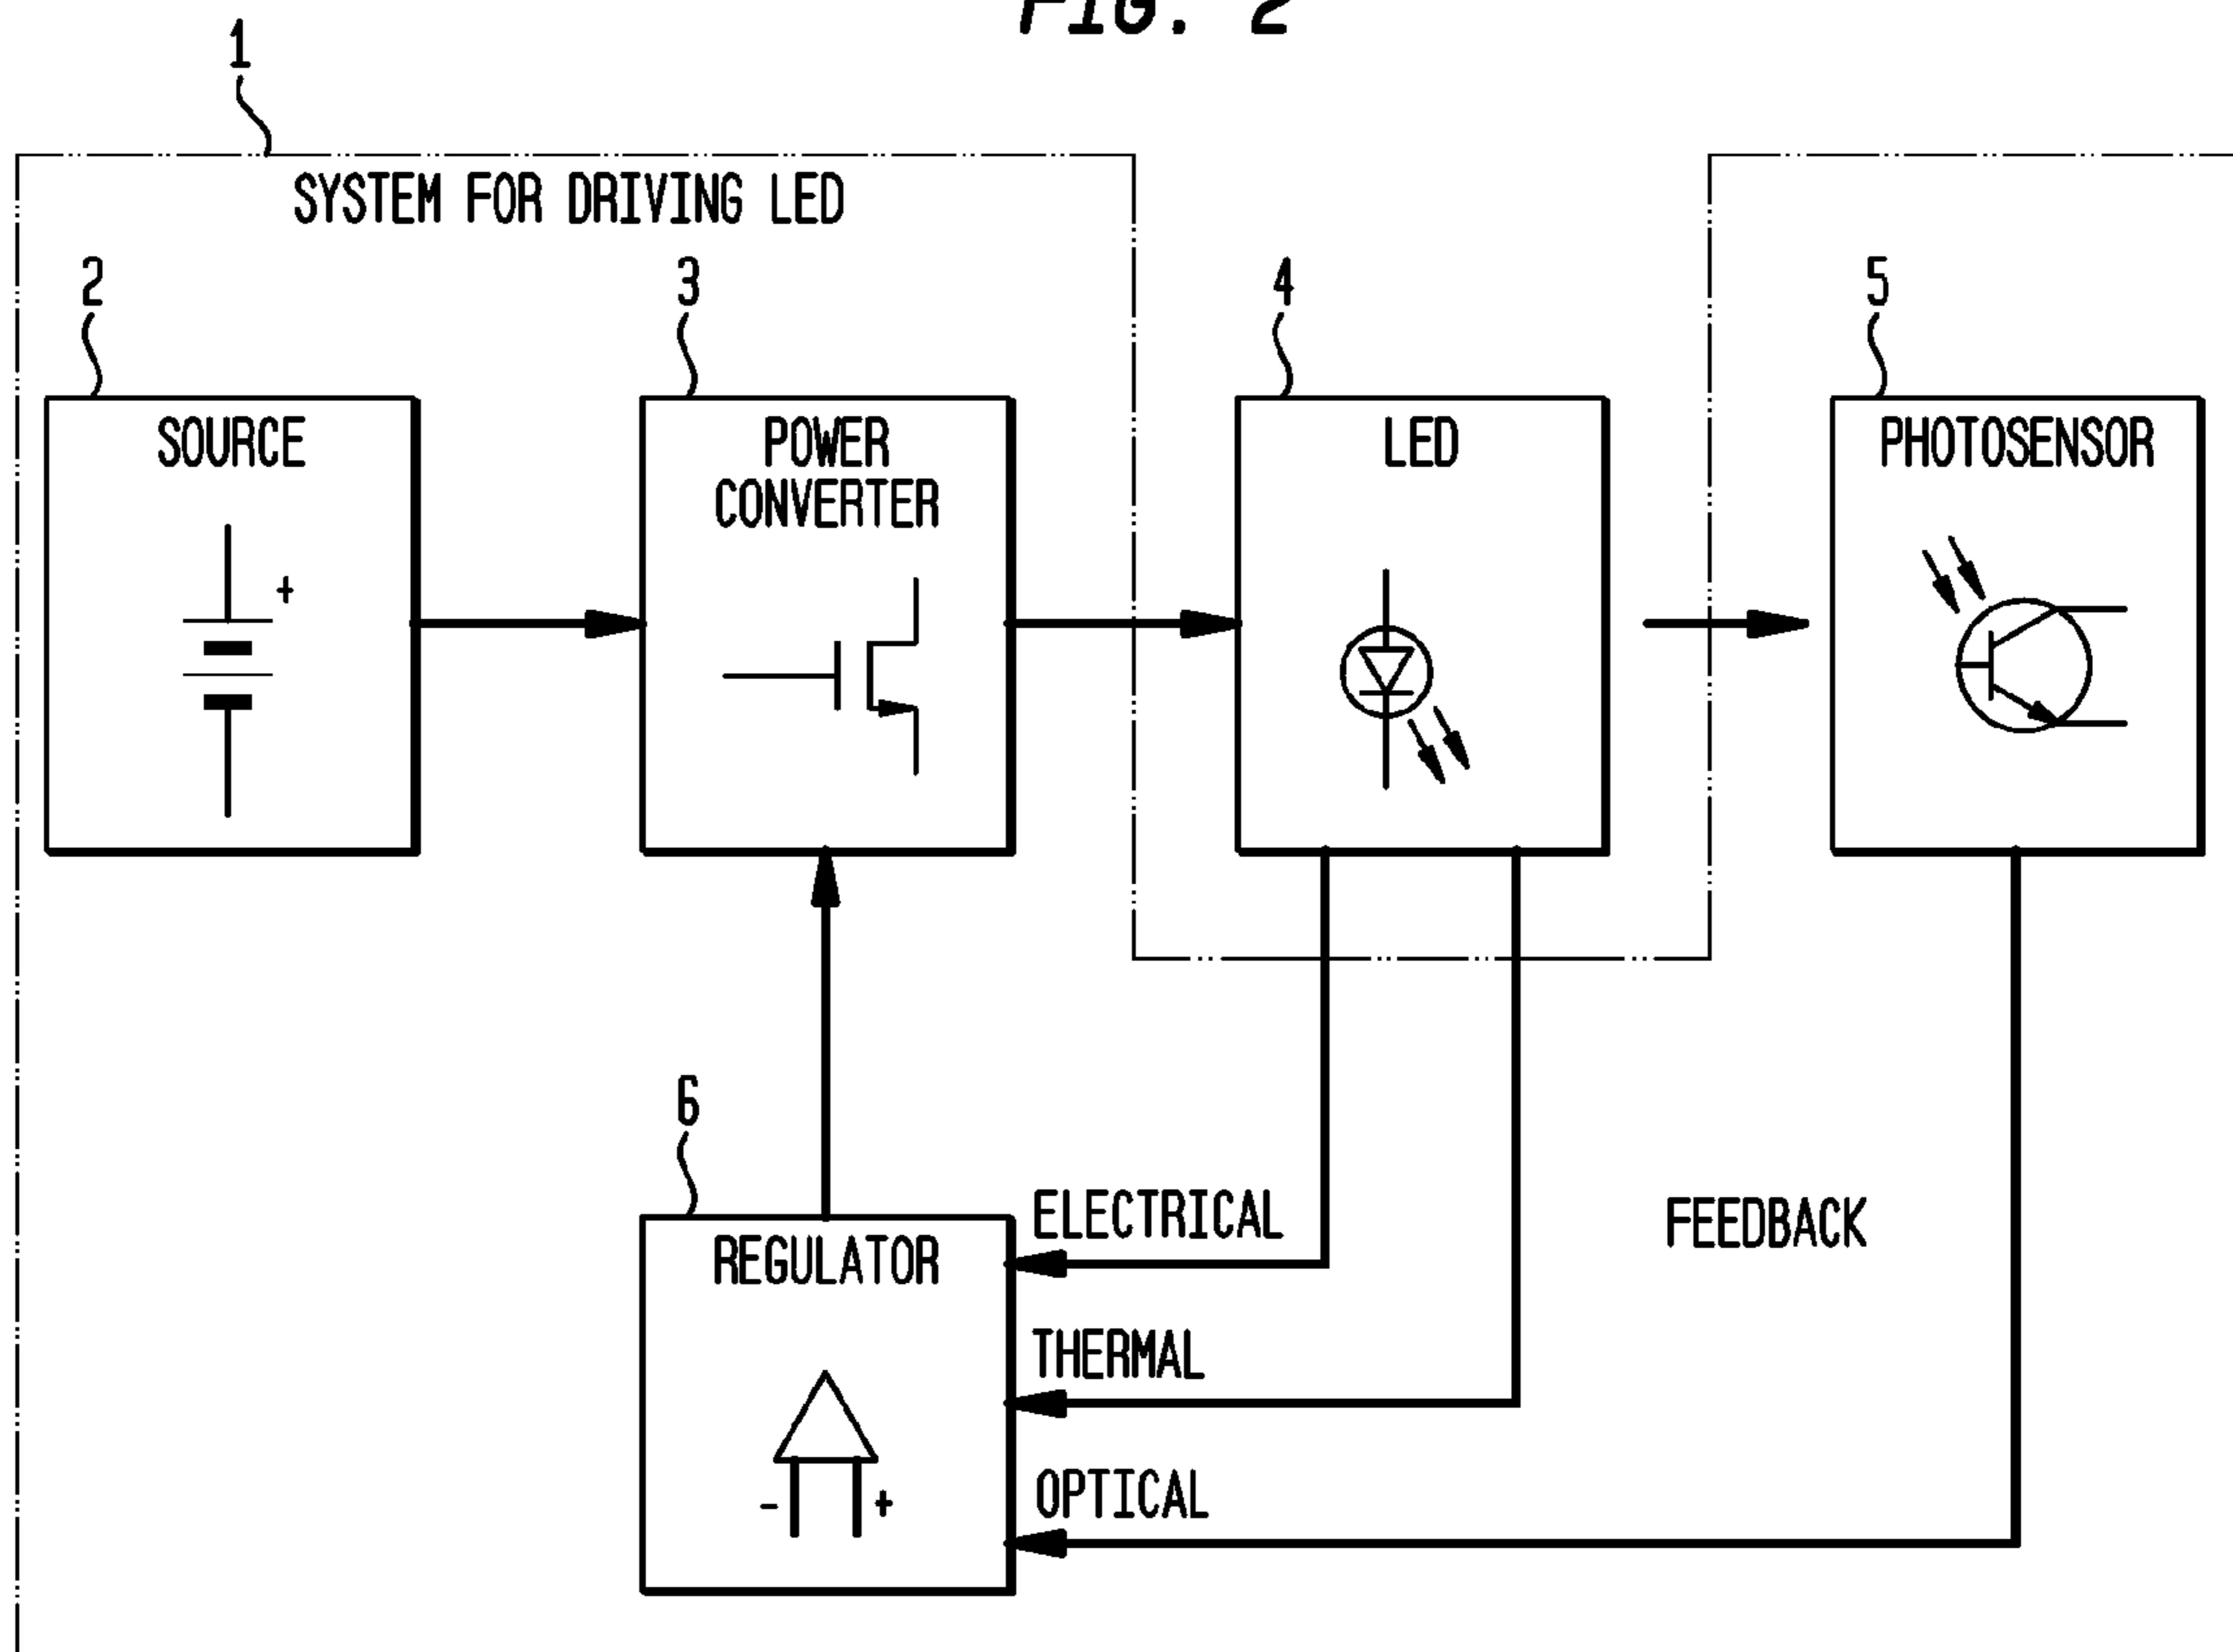 FIG. 2
1
SYSTEM FOR DRIVING LED
2
3
4
5
SOURCE
POWER
CONVERTER
LED
PHOTOSENSOR
+
6
REGULATOR
ELECTRICAL
FEEDBACK
THERMAL
OPTICAL
- +